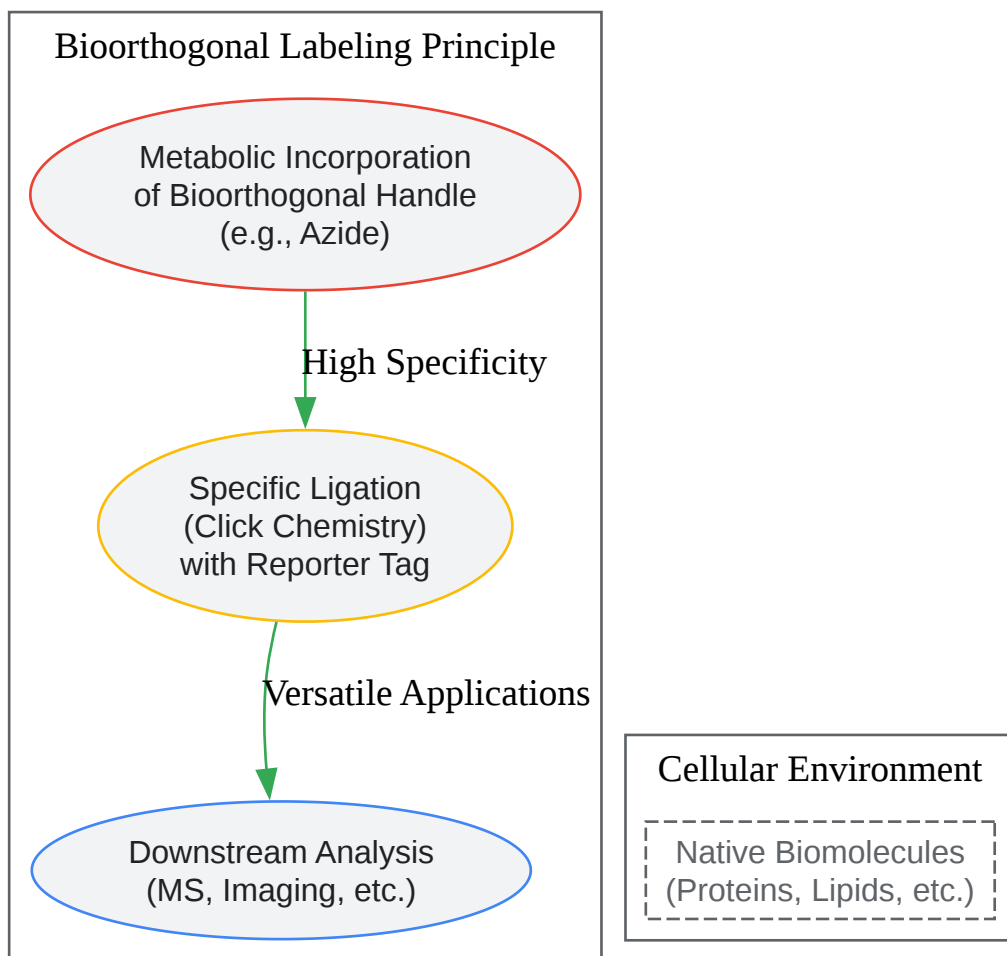 Bioorthogonal Labeling Principle
Metabolic Incorporation
of Bioorthogonal Handle
(e.g., Azide)
High Specificity
Specific Ligation
(Click Chemistry)
with Reporter Tag
Versatile Applications
Downstream Analysis
(MS, Imaging, etc.)
Cellular Environment
Native Biomolecules
(Proteins, Lipids, etc.)